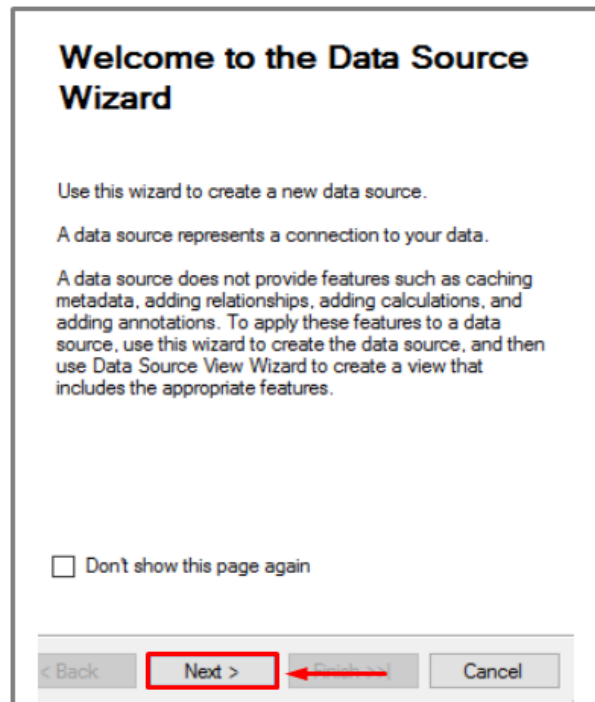 Welcome to the Data Source
Wizard
Use this wizard to create a new data source.
A data source represents a connection to your data.
A data source does not provide features such as caching
metadata, adding relationships, adding calculations, and
adding annotations. To apply these features to a data
source, use this wizard to create the data source, and then
use Data Source View Wizard to create a view that
includes the appropriate features.
Don't show this page again
< Back Next > Finish >>| Cancel